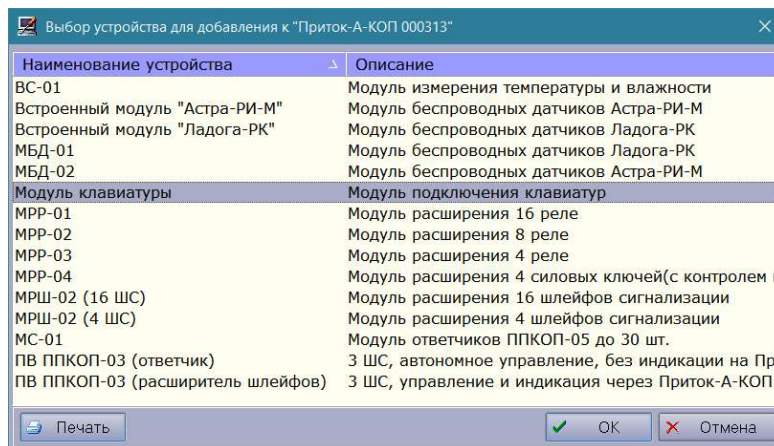 Выбор устройства для добавления к "Приток-А-КОП 000313"
Наименование устройства Описание
ВС-01 Модуль измерения температуры и влажности
Встроенный модуль "Астра-РИ-М" Модуль беспроводных датчиков Астра-РИ-М
Встроенный модуль "Ладога-РК" Модуль беспроводных датчиков Ладога-РК
МБД-01 Модуль беспроводных датчиков Ладога-РК
МБД-02 Модуль беспроводных датчиков Астра-РИ-М
Модуль клавиатуры Модуль подключения клавиатур
МРР-01 Модуль расширения 16 реле
МРР-02 Модуль расширения 8 реле
МРР-03 Модуль расширения 4 реле
МРР-04 Модуль расширения 4 силовых ключей(с контролем
МРШ-02 (16 ШС) Модуль расширения 16 шлейфов сигнализации
МРШ-02 (4 ШС) Модуль расширения 4 шлейфов сигнализации
МС-01 Модуль ответчиков ППКОП-05 до 30 шт.
ПВ ППКОП-03 (ответчик) 3 ШС, автономное управление, без индикации на Пр
ПВ ППКОП-03 (расширитель шлейфов) 3 ШС, управление и индикация через Приток-А-КОП
Печать OK Отмена